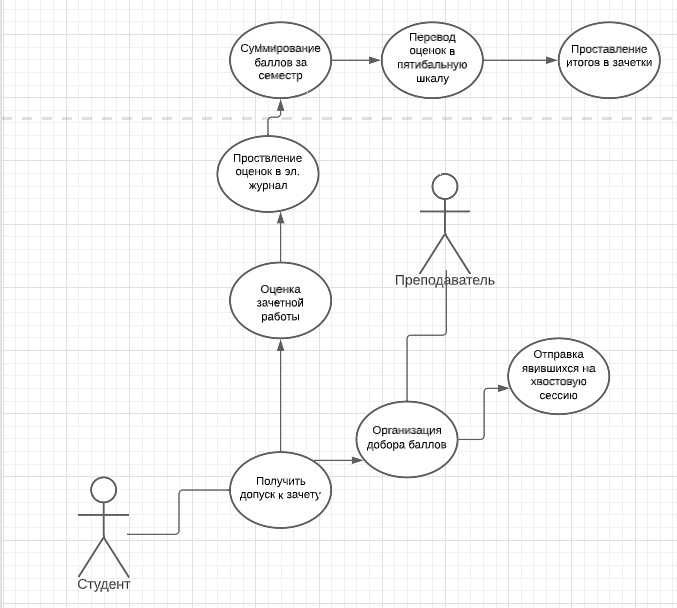 Суммирование
баллов за
семестр
Перевод
оценок в
пятибальную
шкалу
Проставление
итогов в зачетки
Проствление
оценок в эл.
журнал
Преподаватель
Оценка
зачетной
работы
Отправка
явившихся на
хвостовую
сессию
Организация
добора баллов
Получить
допуск к зачету
Студент